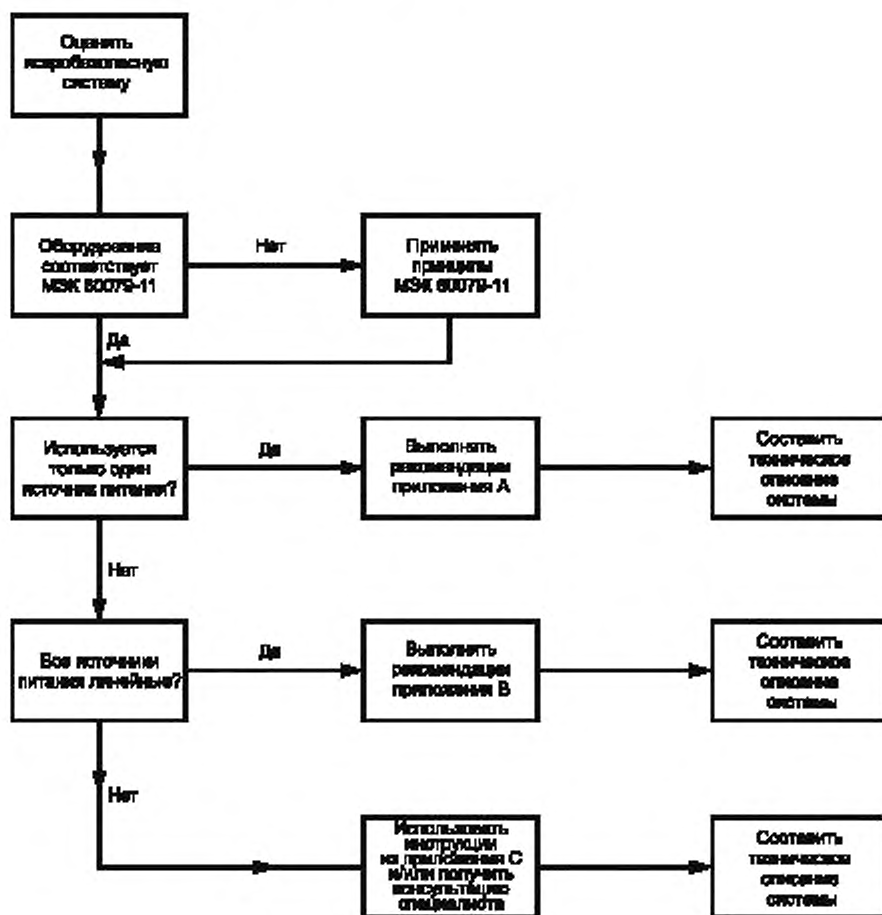 Оценить
искробезопасную
систему
Оборудование
соответствует
МЭК 60079-11
Нет
Применять
принципы
МЭК 60079-11
Да
Используется
только один
источник питания?
Да
Выполнять
рекомендации
приложения A
Составить
техническое
описание
системы
Нет
Все источники
питания линейные?
Да
Выполнять
рекомендации
приложения B
Составить
техническое
описание
системы
Нет
Использовать
инструкции
из приложения C
и/или получить
консультацию
специалиста
Составить
техническое
описание
системы